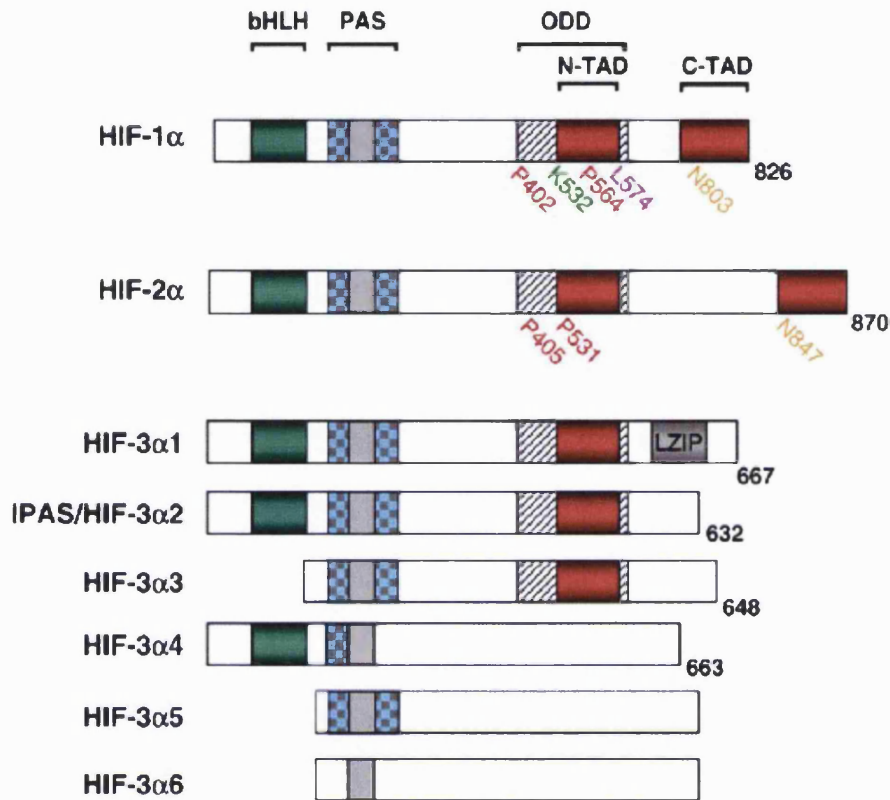 bHLH PAS ODD
N-TAD C-TAD
HIF-1α
826
P402 K532 P564 L574 N803
HIF-2α
870
P405 P531 N847
HIF-3α1
LZIP
667
IPAS/HIF-3α2
632
HIF-3α3
648
HIF-3α4
663
HIF-3α5
HIF-3α6